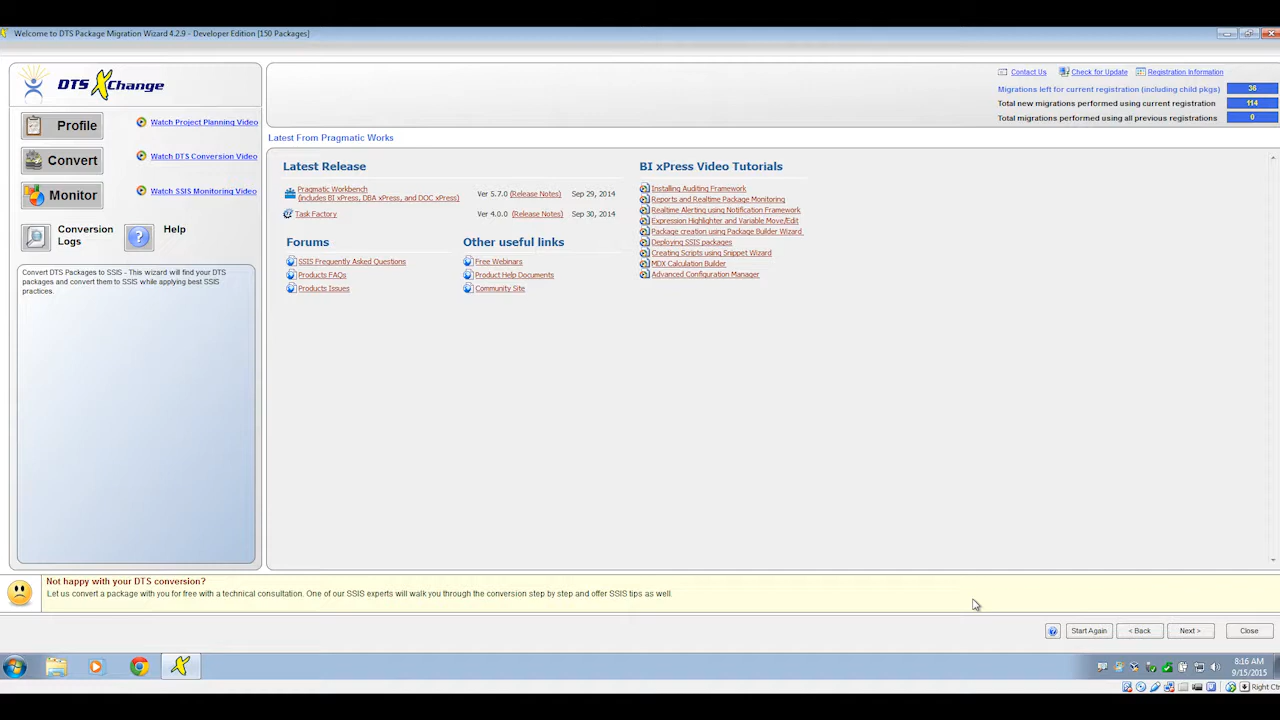 Welcome to DTS Package Migration Wizard 4.2.9 - Developer Edition [150 Packages]
DTS XChange
Contact Us Check for Update Registration Information
Migrations left for current registration (including child pkgs) 36
Total new migrations performed using current registration 114
Total migrations performed using all previous registrations 0
Profile Watch Project Planning Video
Convert Watch DTS Conversion Video
Monitor Watch SSIS Monitoring Video
Conversion Logs
Help
Convert DTS Packages to SSIS - This wizard will find your DTS
packages and convert them to SSIS while applying best SSIS
practices.
Latest From Pragmatic Works
Latest Release
Pragmatic Workbench
(includes BI xPress, DBA xPress, and DOC xPress) Ver 5.7.0 (Release Notes) Sep 29, 2014
Task Factory Ver 4.0.0 (Release Notes) Sep 30, 2014
Forums
SSIS Frequently Asked Questions
Products FAQs
Products Issues
Other useful links
Free Webinars
Product Help Documents
Community Site
BI xPress Video Tutorials
Installing Auditing Framework
Reports and Realtime Package Monitoring
Realtime Alerting using Notification Framework
Expression Highlighter and Variable Move/Edit
Package creation using Package Builder Wizard
Deploying SSIS packages
Creating Scripts using Snippet Wizard
MDX Calculation Builder
Advanced Configuration Manager
Not happy with your DTS conversion?
Let us convert a package with you for free with a technical consultation. One of our SSIS experts will walk you through the conversion step by step and offer SSIS tips as well.
Start Again < Back Next > Close
8:16 AM
9/15/2015
Right Ctrl